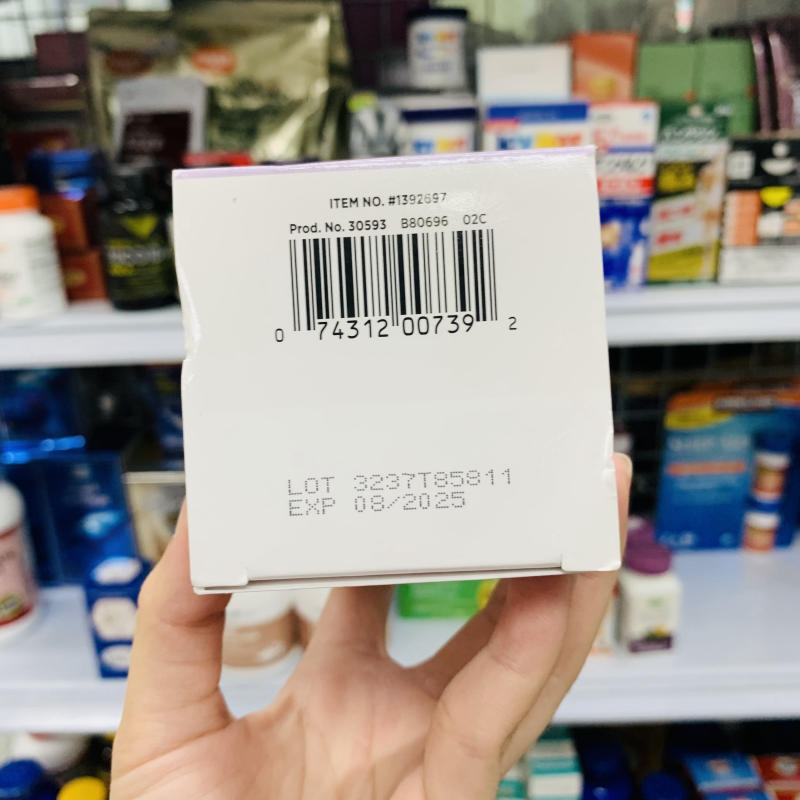 ITEM NO. #1392697
Prod. No. 30593 B80696 02C
0 74312 00739 2
LOT 3237T85811
EXP 08/2025